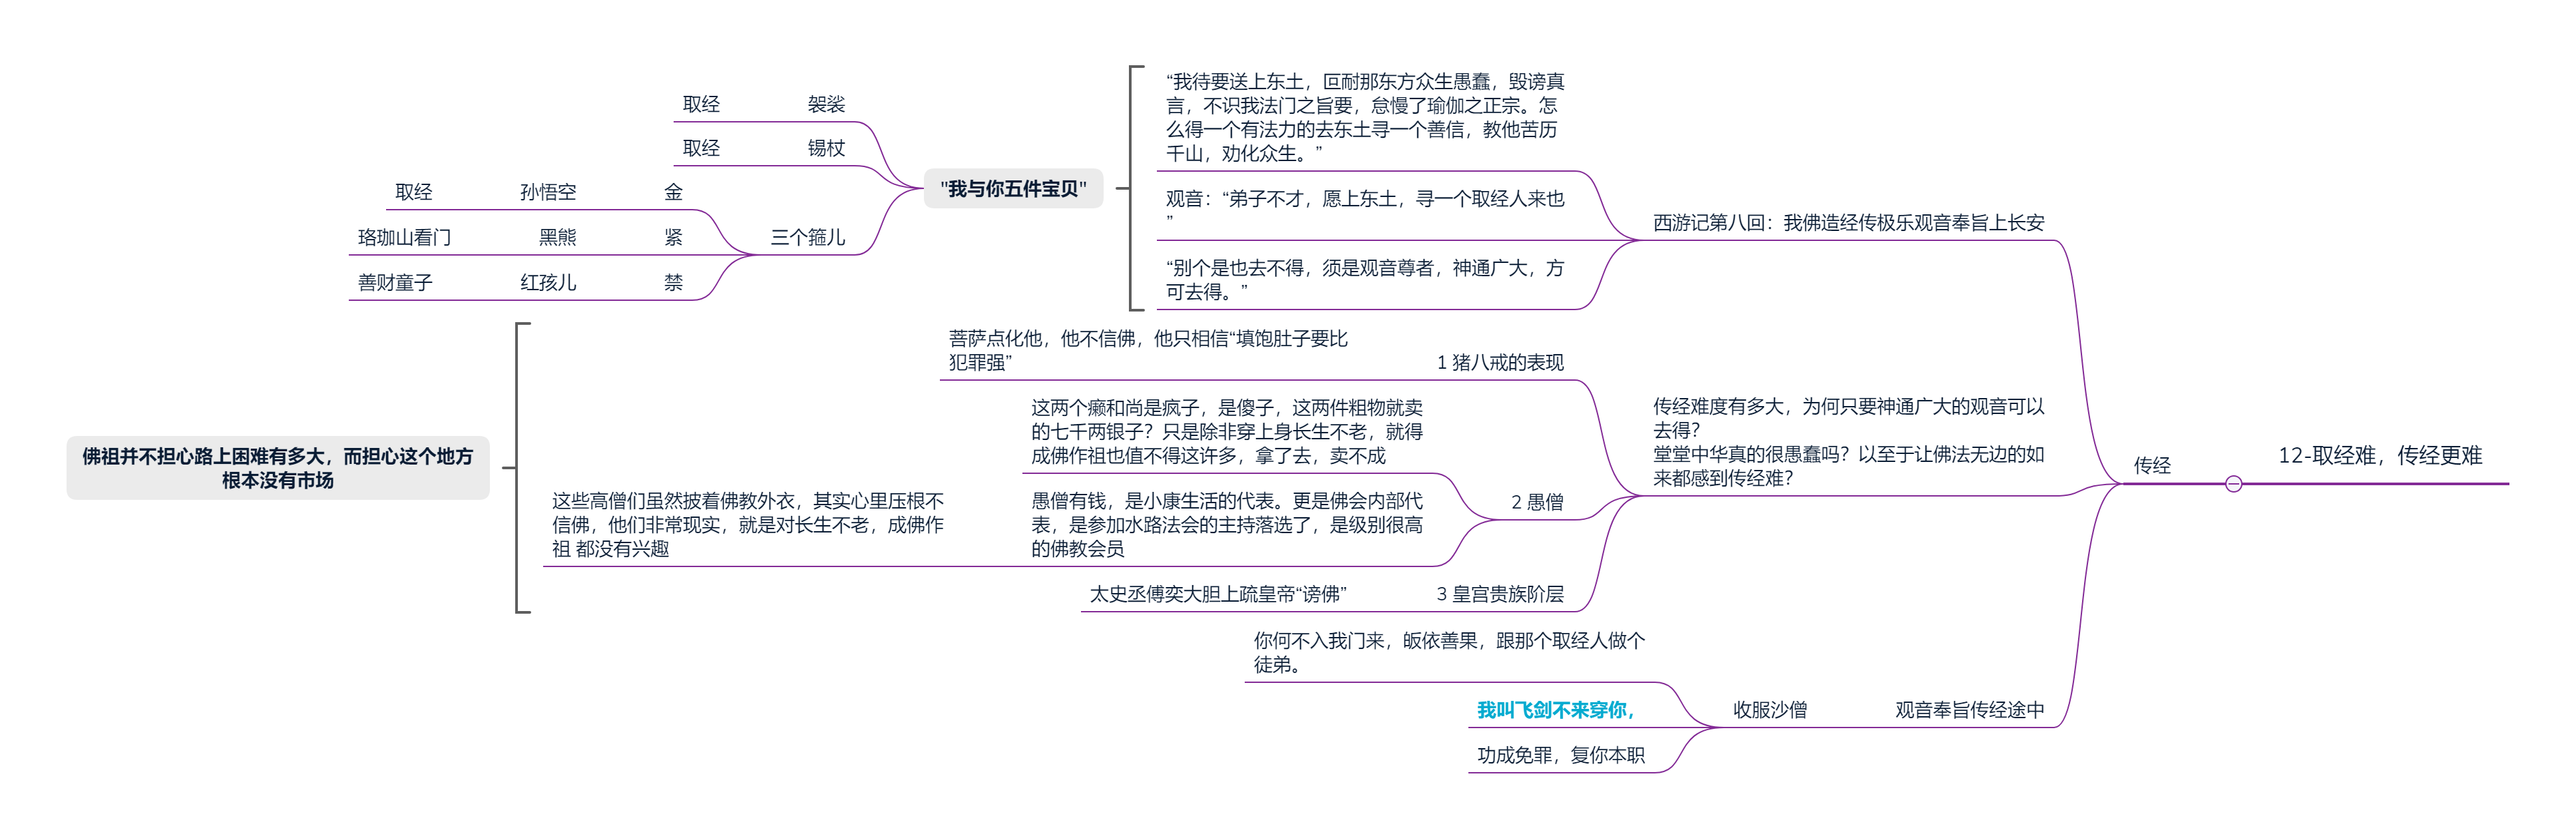 12-取经难，传经更难
传经
西游记第八回：我佛造经传极乐观音奉旨上长安
“我待要送上东土，叵耐那东方众生愚蠢，毁谤真
言，不识我法门之旨要，怠慢了瑜伽之正宗。怎
么得一个有法力的去东土寻一个善信，教他苦历
千山，劝化众生。”
观音：“弟子不才，愿上东土，寻一个取经人来也
”
“别个是也去不得，须是观音尊者，神通广大，方
可去得。”
"我与你五件宝贝"
袈裟
取经
锡杖
取经
三个箍儿
金
孙悟空
取经
紧
黑熊
珞珈山看门
禁
红孩儿
善财童子
传经难度有多大，为何只要神通广大的观音可以
去得？
堂堂中华真的很愚蠢吗？以至于让佛法无边的如
来都感到传经难？
1 猪八戒的表现
菩萨点化他，他不信佛，他只相信“填饱肚子要比
犯罪强”
2 愚僧
这两个癞和尚是疯子，是傻子，这两件粗物就卖
的七千两银子？只是除非穿上身长生不老，就得
成佛作祖也值不得这许多，拿了去，卖不成
愚僧有钱，是小康生活的代表。更是佛会内部代
表，是参加水路法会的主持落选了，是级别很高
的佛教会员
这些高僧们虽然披着佛教外衣，其实心里压根不
信佛，他们非常现实，就是对长生不老，成佛作
祖 都没有兴趣
3 皇宫贵族阶层
太史丞傅奕大胆上疏皇帝“谤佛”
佛祖并不担心路上困难有多大，而担心这个地方
根本没有市场
观音奉旨传经途中
收服沙僧
你何不入我门来，皈依善果，跟那个取经人做个
徒弟。
我叫飞剑不来穿你，
功成免罪，复你本职